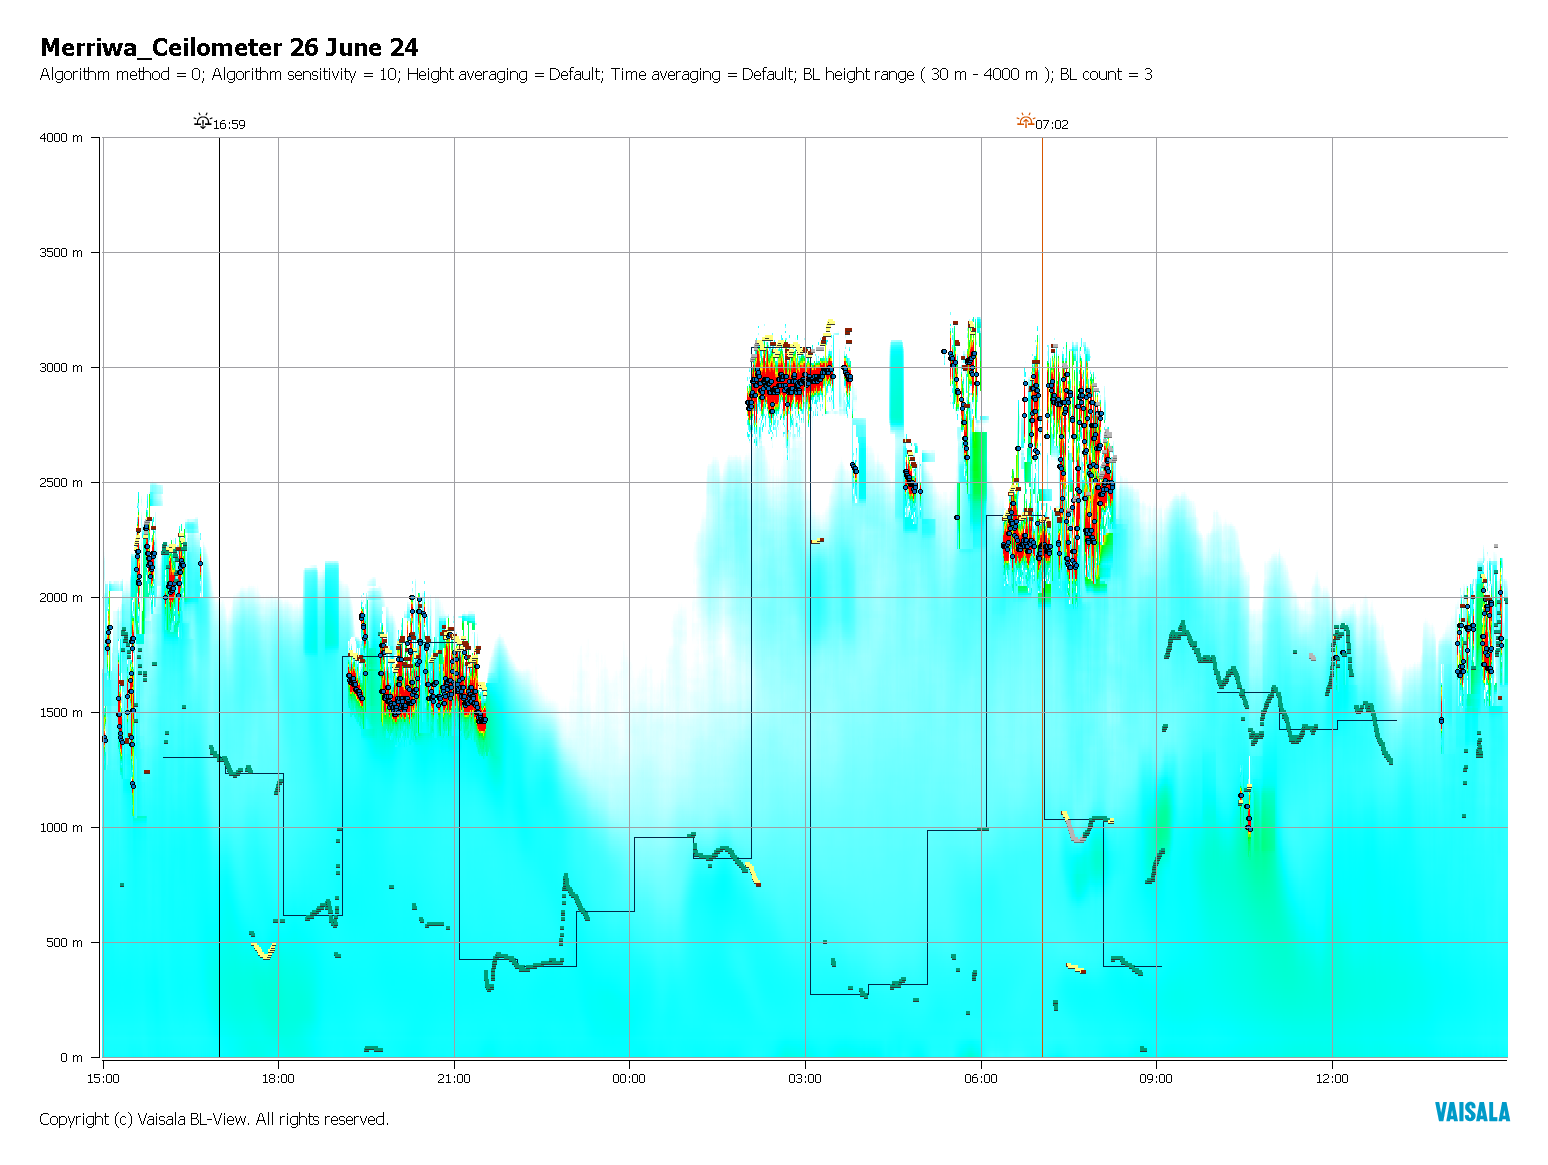 Merriwa_Ceilometer 26 June 24
Algorithm method = 0; Algorithm sensitivity = 10; Height averaging = Default; Time averaging = Default; BL height range ( 30 m - 4000 m ); BL count = 3
16:59
07:02
4000 m
3500 m
3000 m
2500 m
2000 m
1500 m
1000 m
500 m
0 m
15:00 18:00 21:00 00:00 03:00 06:00 09:00 12:00
Copyright (c) Vaisala BL-View. All rights reserved.
VAISALA